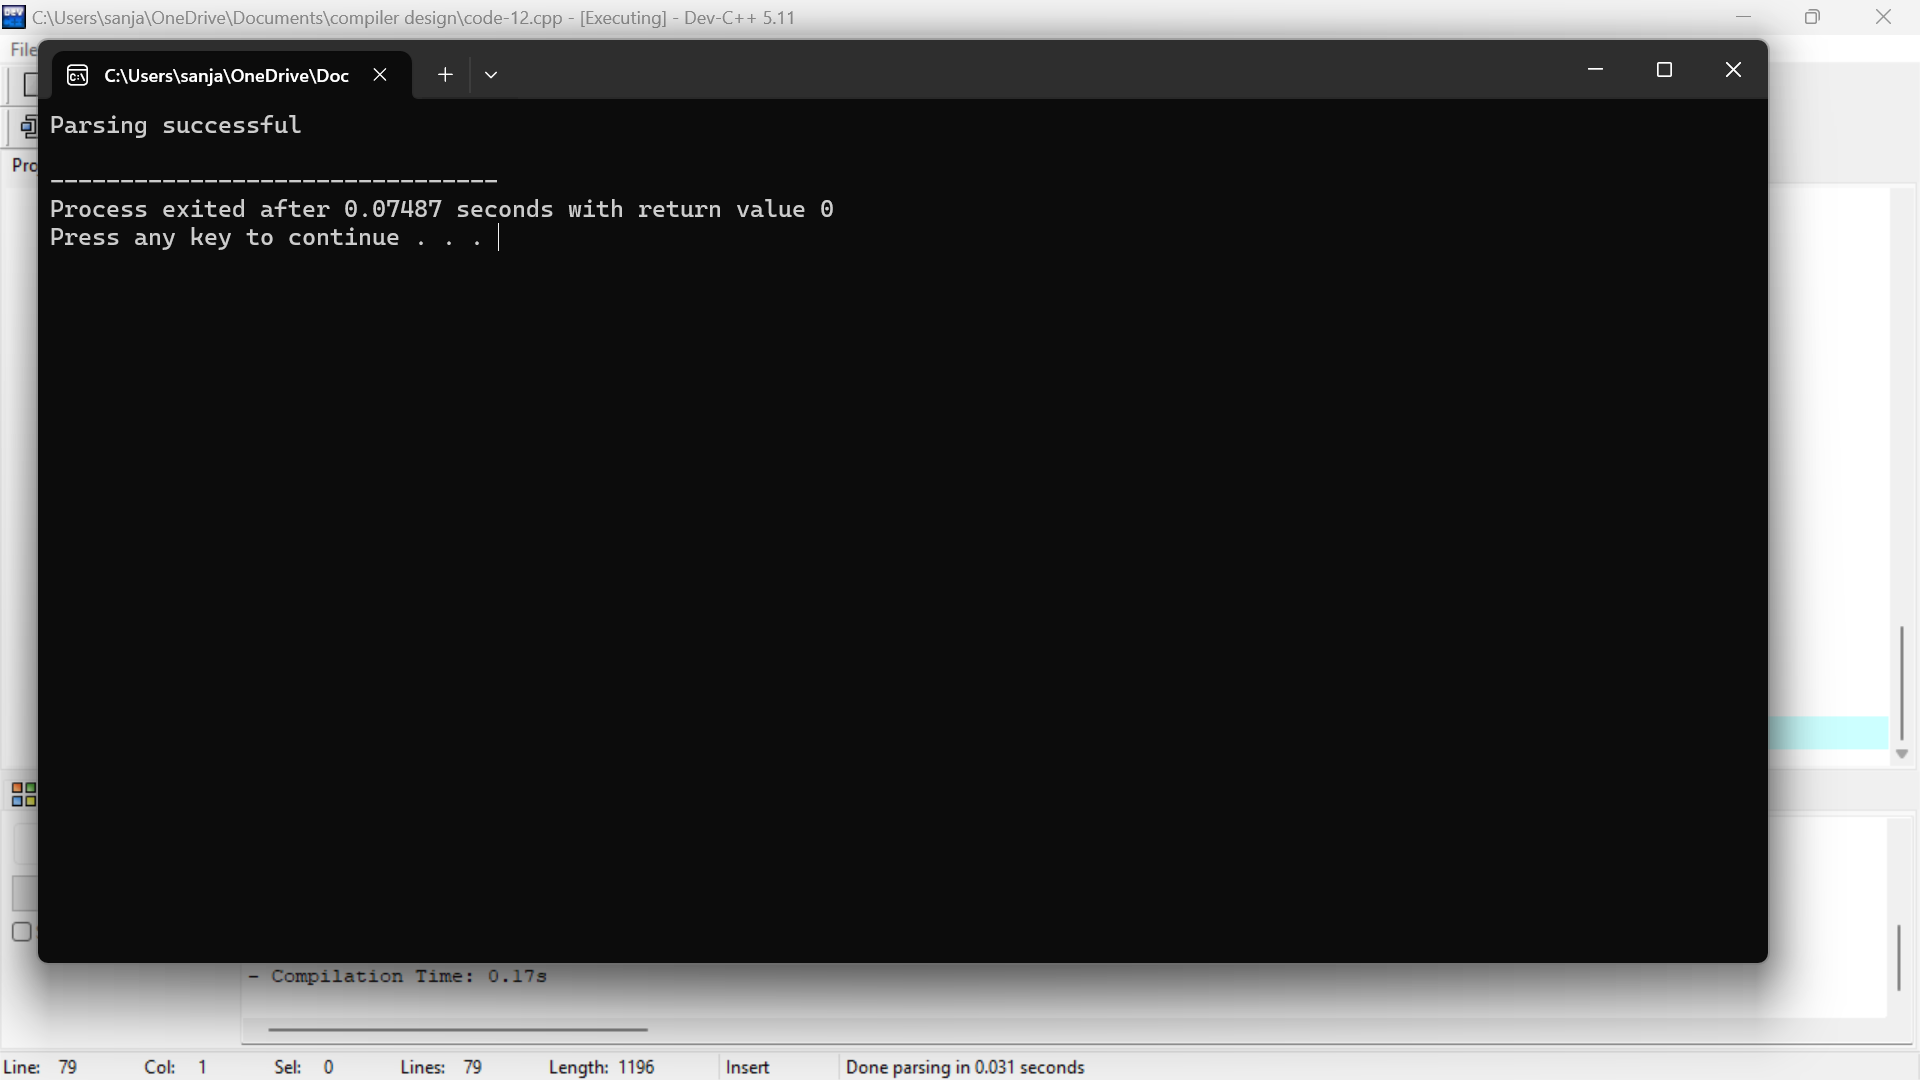 C:\Users\sanja\OneDrive\Documents\compiler design\code-12.cpp - [Executing] - Dev-C++ 5.11
File
C:\Users\sanja\OneDrive\Doc
Parsing successful
Pro
--------------------------------
Process exited after 0.07487 seconds with return value 0
Press any key to continue . . .
- Compilation Time: 0.17s
Line: 79 Col: 1 Sel: 0 Lines: 79 Length: 1196 Insert Done parsing in 0.031 seconds